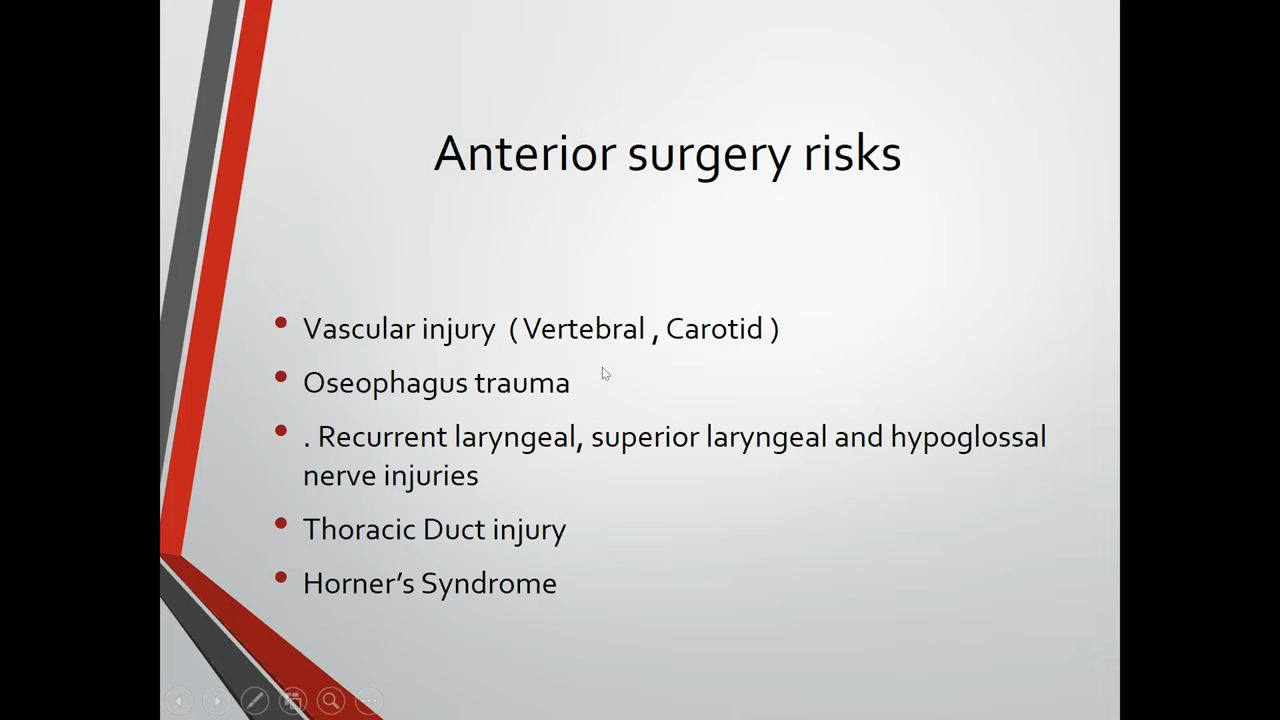 Anterior surgery risks
• Vascular injury  ( Vertebral , Carotid )
• Oseophagus trauma
• . Recurrent laryngeal, superior laryngeal and hypoglossal
nerve injuries
• Thoracic Duct injury
• Horner’s Syndrome